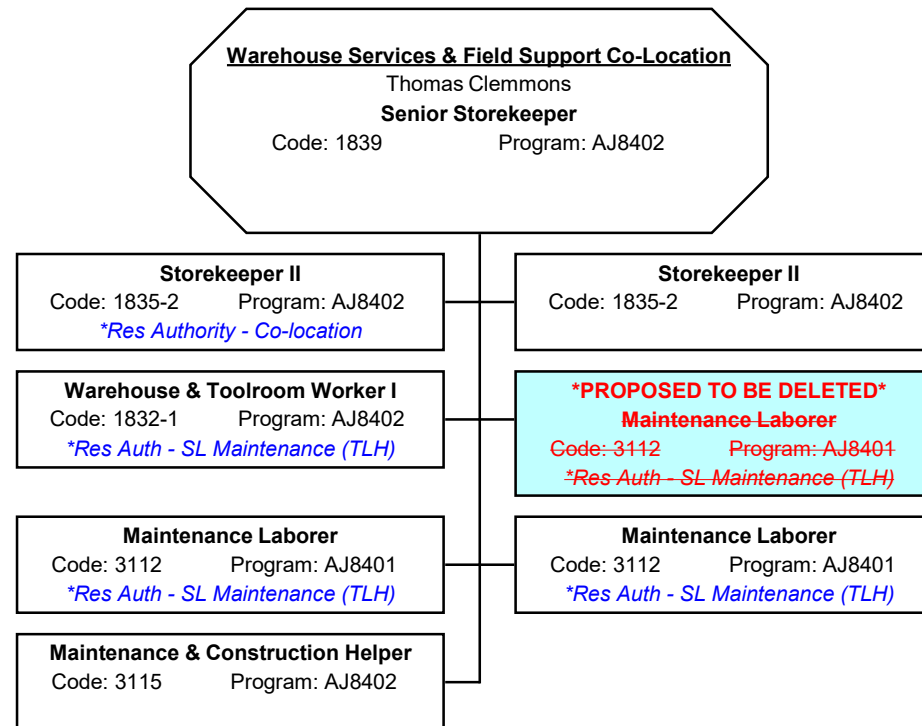 Warehouse Services & Field Support Co-Location
Thomas Clemmons
Senior Storekeeper
Code: 1839 Program: AJ8402
Storekeeper II
Code: 1835-2 Program: AJ8402
*Res Authority - Co-location
Storekeeper II
Code: 1835-2 Program: AJ8402
Warehouse & Toolroom Worker I
Code: 1832-1 Program: AJ8402
*Res Auth - SL Maintenance (TLH)
*PROPOSED TO BE DELETED*
Maintenance Laborer
Code: 3112 Program: AJ8401
*Res Auth - SL Maintenance (TLH)
Maintenance Laborer
Code: 3112 Program: AJ8401
*Res Auth - SL Maintenance (TLH)
Maintenance Laborer
Code: 3112 Program: AJ8401
*Res Auth - SL Maintenance (TLH)
Maintenance & Construction Helper
Code: 3115 Program: AJ8402